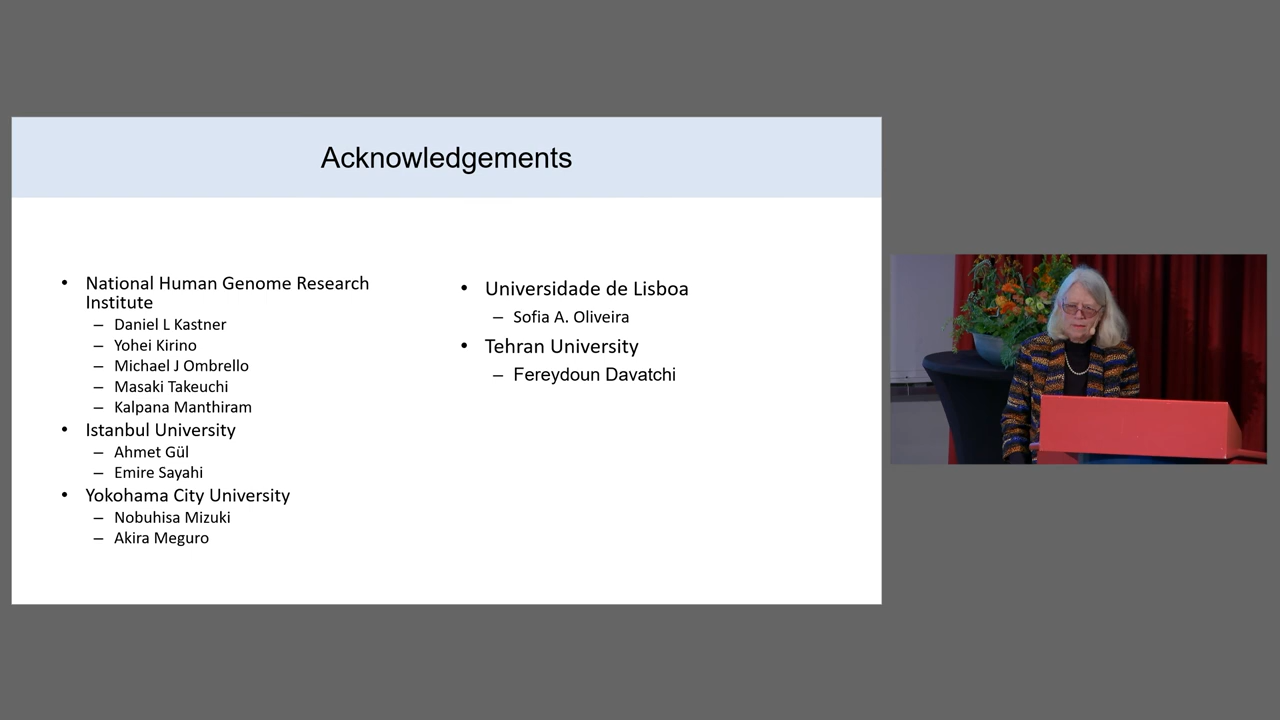 Acknowledgements
• National Human Genome Research
Institute
– Daniel L Kastner
– Yohei Kirino
– Michael J Ombrello
– Masaki Takeuchi
– Kalpana Manthiram
• Istanbul University
– Ahmet Gül
– Emire Sayahi
• Yokohama City University
– Nobuhisa Mizuki
– Akira Meguro
• Universidade de Lisboa
– Sofia A. Oliveira
• Tehran University
– Fereydoun Davatchi